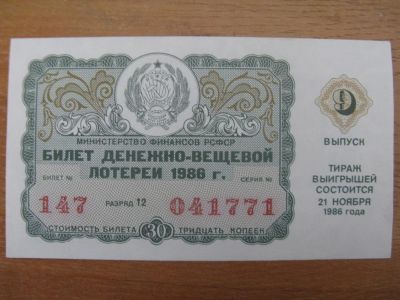 МИНИСТЕРСТВО ФИНАНСОВ РСФСР
БИЛЕТ ДЕНЕЖНО-ВЕЩЕВОЙ
ЛОТЕРЕИ 1986 г.
БИЛЕТ № СЕРИЯ №
147 РАЗРЯД 12 041771
СТОИМОСТЬ БИЛЕТА 30 ТРИДЦАТЬ КОПЕЕК
9
ВЫПУСК
ТИРАЖ
ВЫИГРЫШЕЙ
СОСТОИТСЯ
21 НОЯБРЯ
1986 года